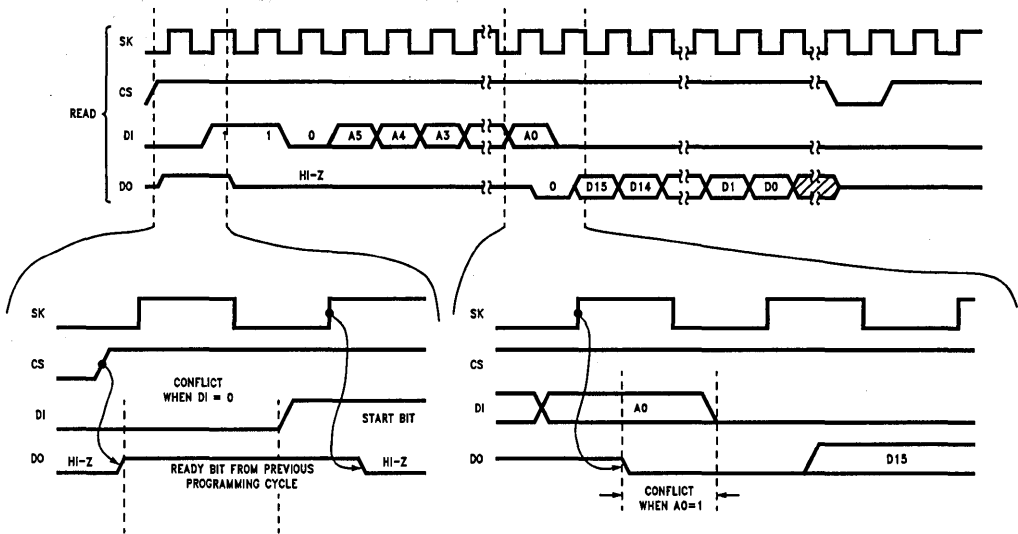 SK
CS
READ
DI 1 1 0 A5 A4 A3 A0
DO HI-Z 0 D15 D14 D1 D0
SK
CS
CONFLICT
WHEN DI = 0
DI
START BIT
DO HI-Z READY BIT FROM PREVIOUS HI-Z
PROGRAMMING CYCLE
SK
CS
DI A0
DO D15
CONFLICT
WHEN A0=1